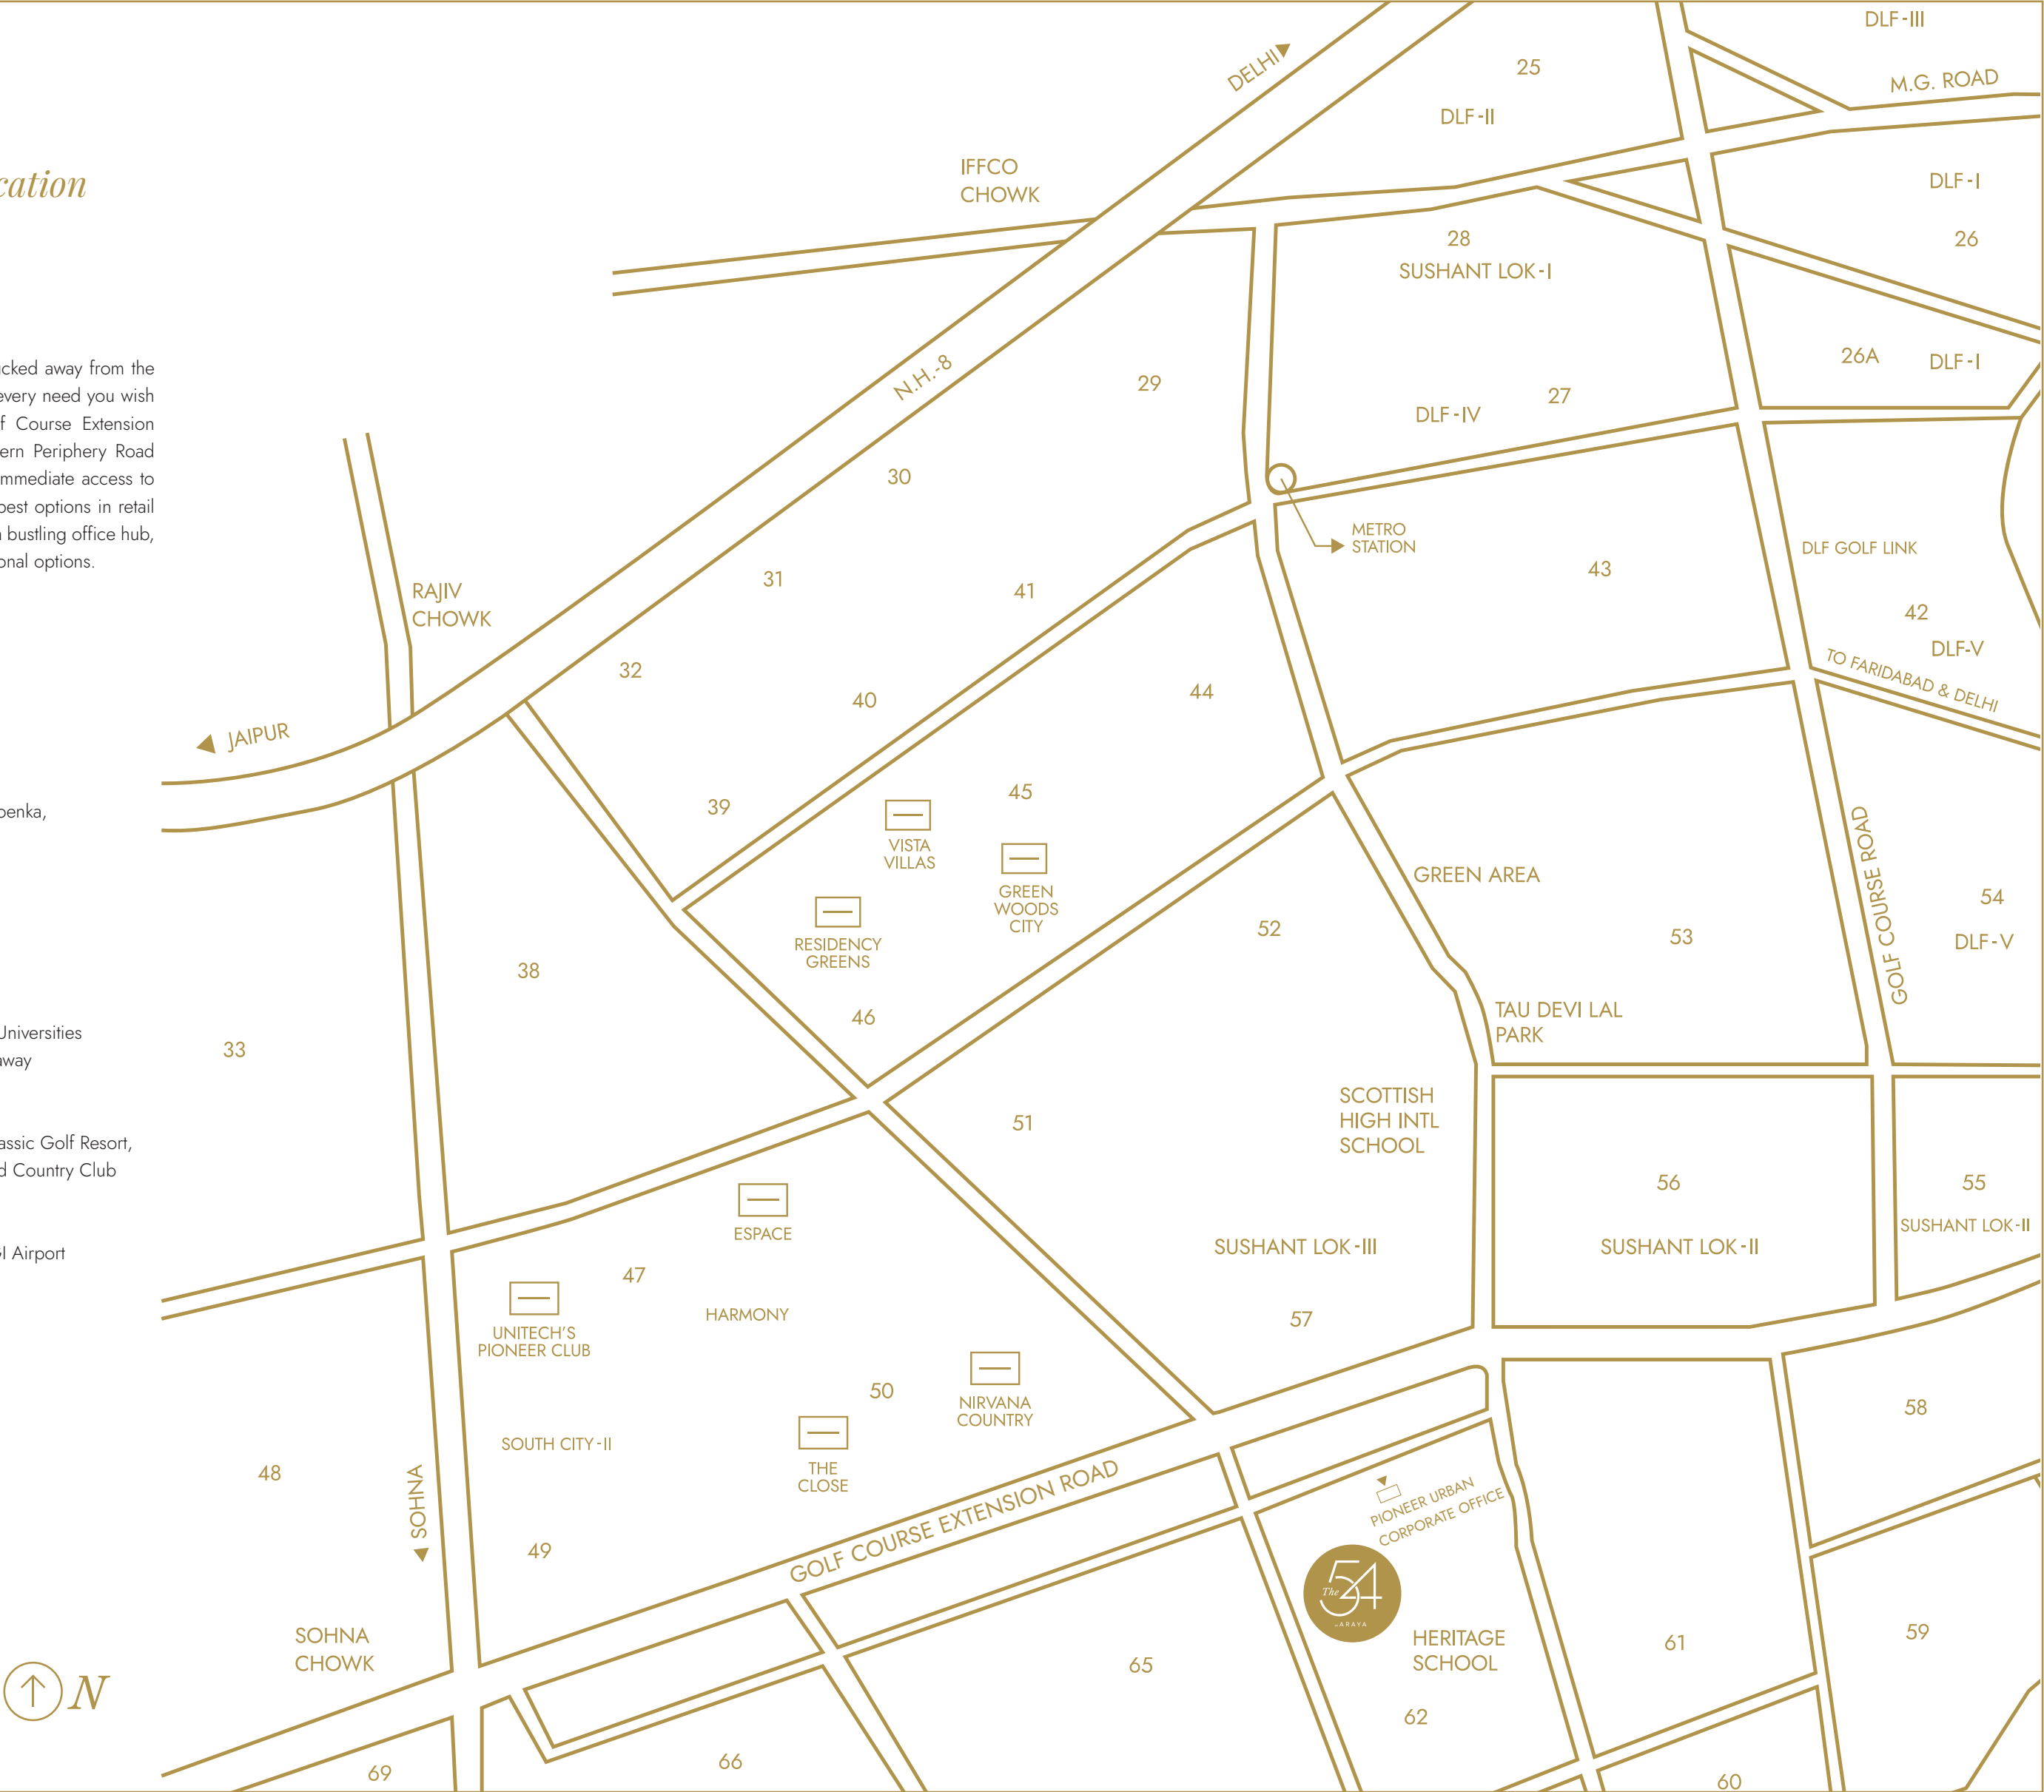 cation
ucked away from the
every need you wish
f Course Extension
ern Periphery Road
mmediate access to
best options in retail
bustling office hub,
onal options.
oenka,
Universities
away
assic Golf Resort,
d Country Club
GI Airport
N
DLF-III
M.G. ROAD
DELHI
25
DLF-II
IFFCO
CHOWK
DLF-I
26
28
SUSHANT LOK-I
26A
DLF-I
N.H.-8
29
27
DLF-IV
30
METRO
STATION
DLF GOLF LINK
43
31
41
RAJIV
CHOWK
42
DLF-V
TO FARIDABAD & DELHI
32
40
44
JAIPUR
39
45
VISTA
VILLAS
GREEN
WOODS
CITY
RESIDENCY
GREENS
GREEN AREA
GOLF COURSE ROAD
54
DLF-V
52
53
38
46
TAU DEVI LAL
PARK
33
51
SCOTTISH
HIGH INTL
SCHOOL
56
55
SUSHANT LOK-II
ESPACE
SUSHANT LOK-III
SUSHANT LOK-II
47
HARMONY
57
UNITECH'S
PIONEER CLUB
50
NIRVANA
COUNTRY
58
SOUTH CITY-II
48
THE
CLOSE
SOHNA
GOLF COURSE EXTENSION ROAD
PIONEER URBAN
CORPORATE OFFICE
49
The 54
ARAYA
SOHNA
CHOWK
HERITAGE
SCHOOL
61
59
65
62
69
66
60